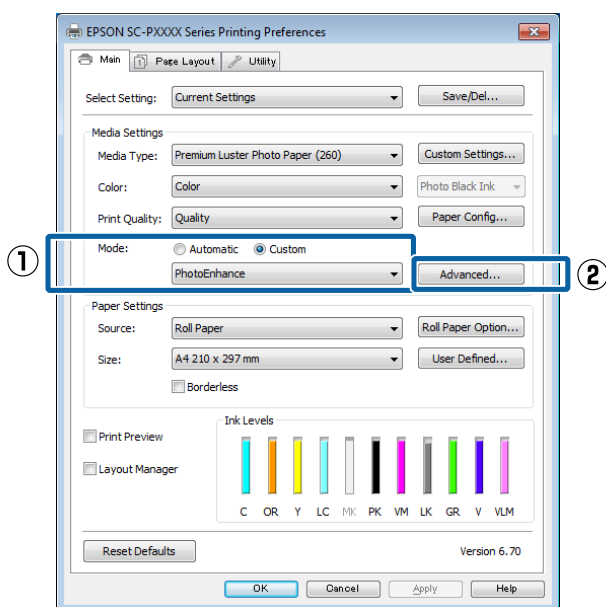 EPSON SC-PXXXX Series Printing Preferences
Main Page Layout Utility
Select Setting: Current Settings Save/Del...
Media Settings
Media Type: Premium Luster Photo Paper (260) Custom Settings...
Color: Color Photo Black Ink
Print Quality: Quality Paper Config...
Mode: Automatic Custom
① PhotoEnhance Advanced... ②
Paper Settings
Source: Roll Paper Roll Paper Option...
Size: A4 210 x 297 mm User Defined...
Borderless
Ink Levels
Print Preview
Layout Manager
C OR Y LC MK PK VM LK GR V VLM
Reset Defaults Version 6.70
OK Cancel Apply Help